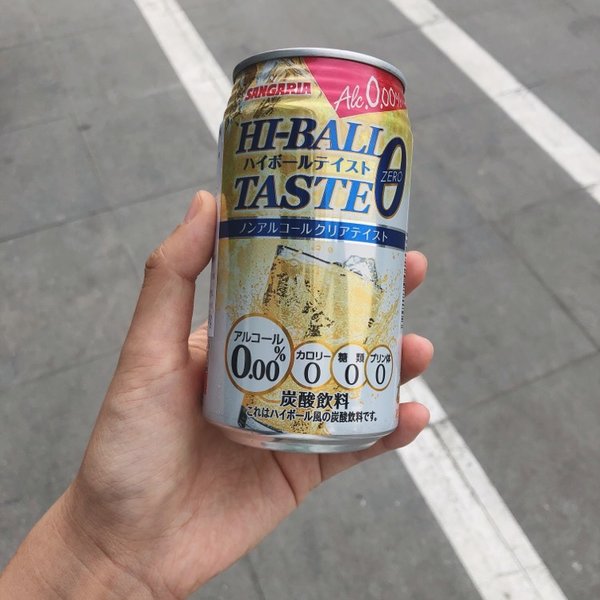 SANGARIA
Alc.0.00%
HI-BALL
ハイボールテイスト
TASTE 0
ZERO
ノンアルコールクリアテイスト
アルコール
0.00%
カロリー
0
糖類
0
プリン体
0
炭酸飲料
これはハイボール風の炭酸飲料です。